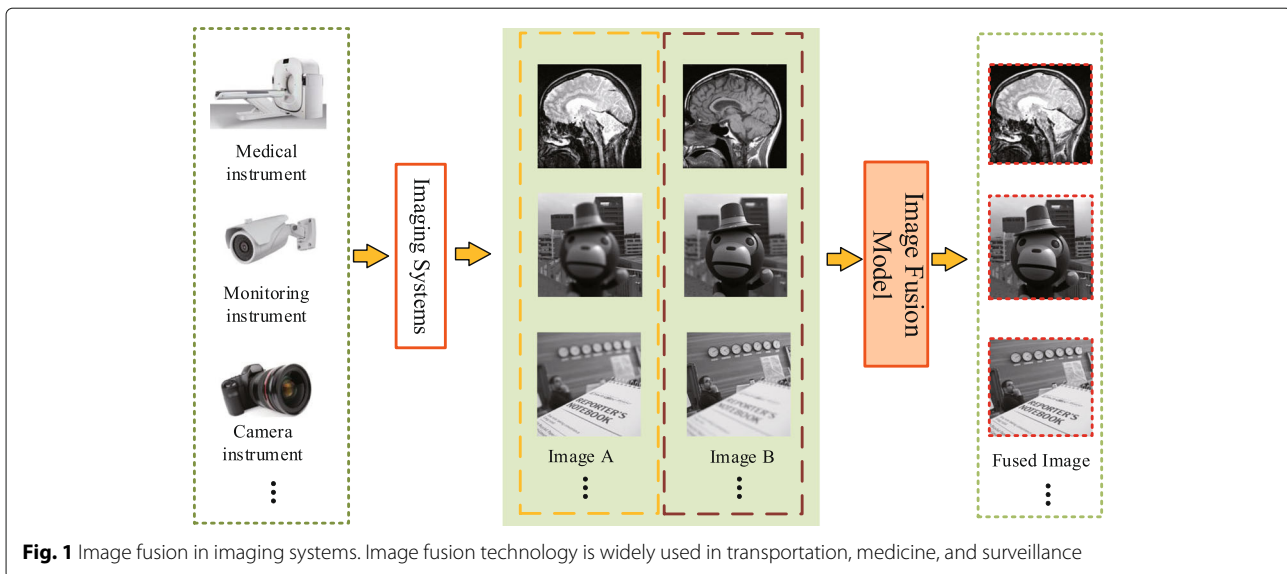 Medical
instrument
Monitoring
instrument
Camera
instrument
Imaging Systems
REPORTER'S
NOTEBOOK
Image A
REPORTER'S
NOTEBOOK
Image B
Image Fusion
Model
REPORTER'S
NOTEBOOK
Fused Image
Fig. 1 Image fusion in imaging systems. Image fusion technology is widely used in transportation, medicine, and surveillance